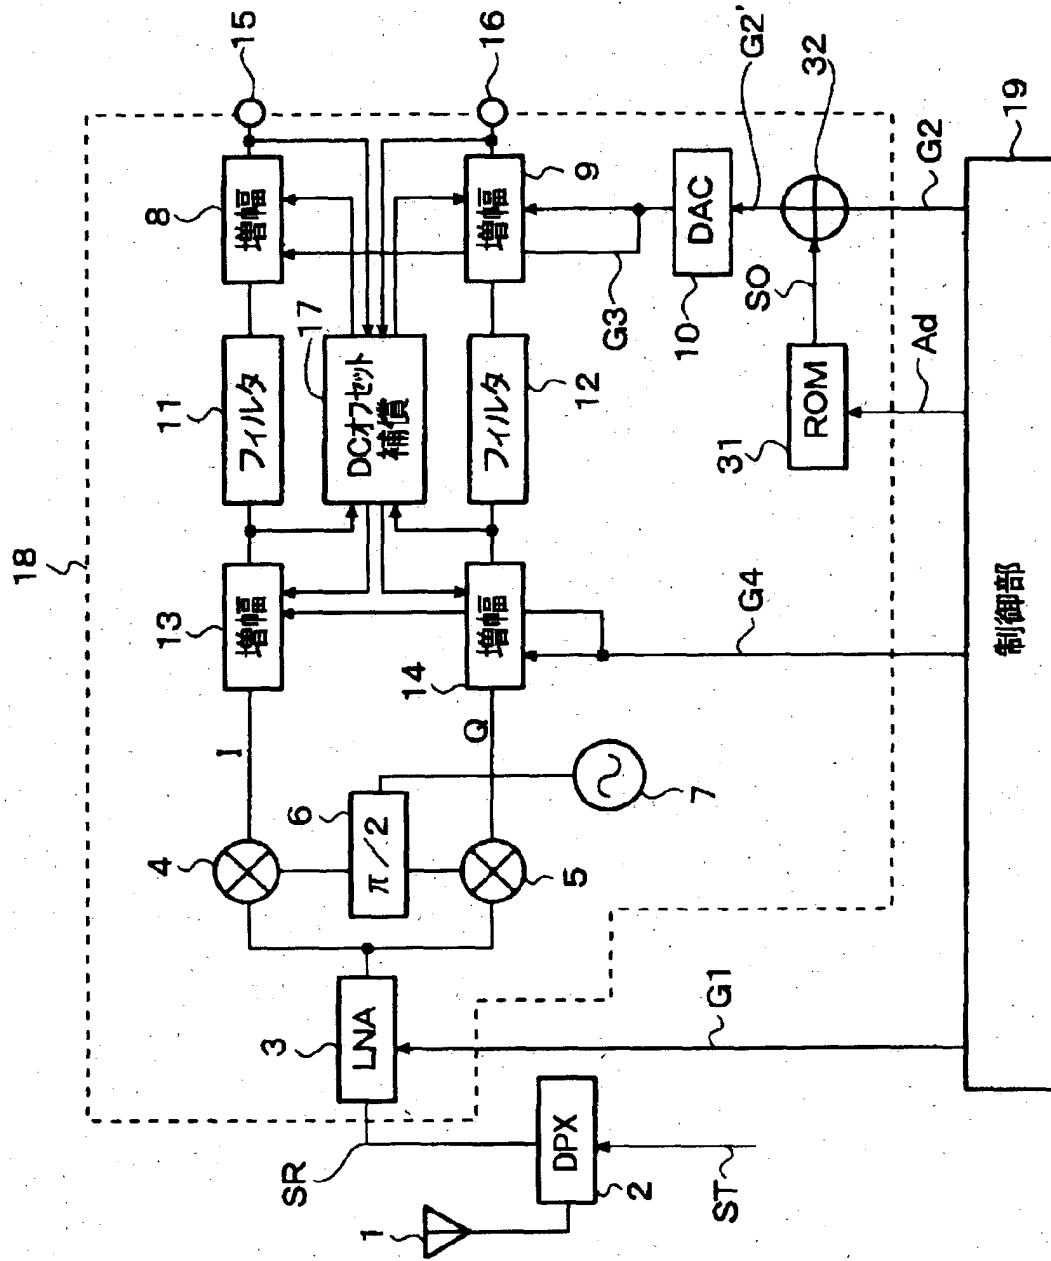 18
8
増幅
11
フィルタ
13
増幅
I
4
15
17
DCオフセット
補償
6
π/2
3
LNA
SR
1
16
9
増幅
12
フィルタ
14
増幅
Q
5
7
DPX
2
ST
G3
DAC
10
G2'
SO
32
ROM
31
Ad
G4
G1
G2
19
制御部